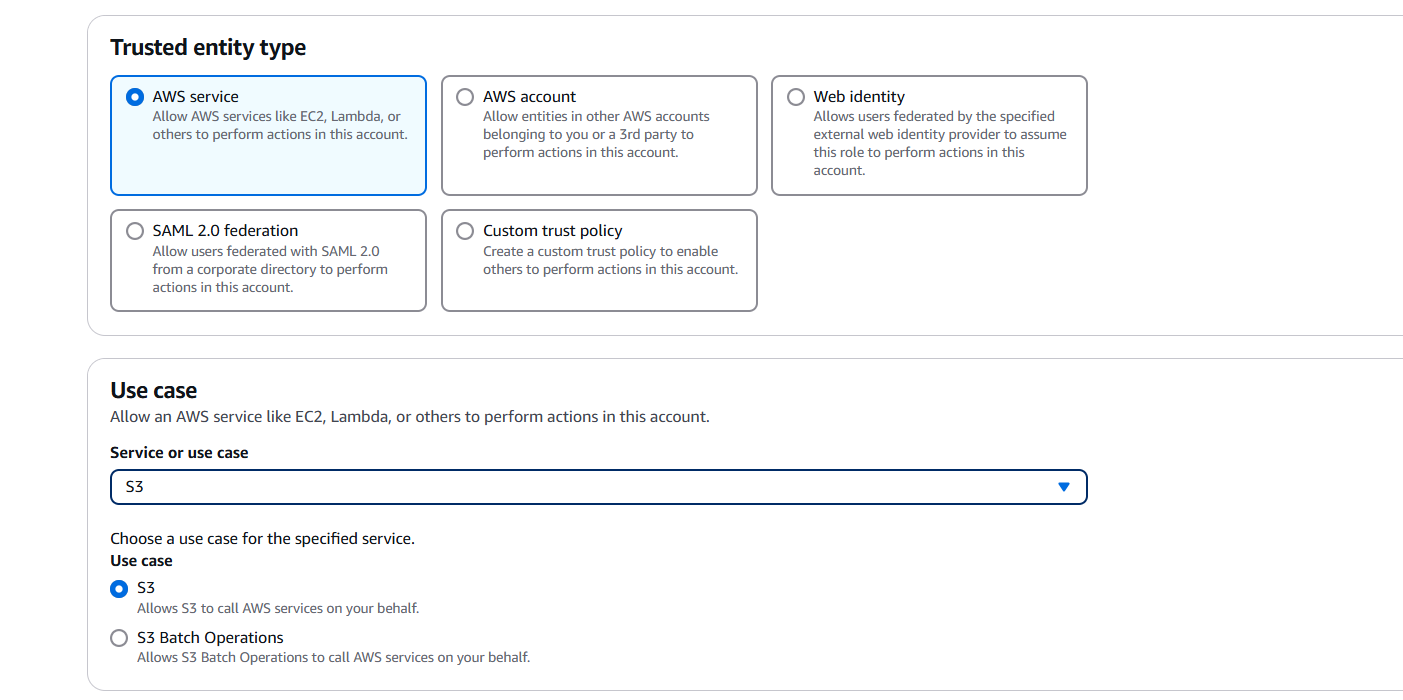 Trusted entity type
AWS service
Allow AWS services like EC2, Lambda, or
others to perform actions in this account.
AWS account
Allow entities in other AWS accounts
belonging to you or a 3rd party to
perform actions in this account.
Web identity
Allows users federated by the specified
external web identity provider to assume
this role to perform actions in this
account.
SAML 2.0 federation
Allow users federated with SAML 2.0
from a corporate directory to perform
actions in this account.
Custom trust policy
Create a custom trust policy to enable
others to perform actions in this account.
Use case
Allow an AWS service like EC2, Lambda, or others to perform actions in this account.
Service or use case
S3
Choose a use case for the specified service.
Use case
S3
Allows S3 to call AWS services on your behalf.
S3 Batch Operations
Allows S3 Batch Operations to call AWS services on your behalf.